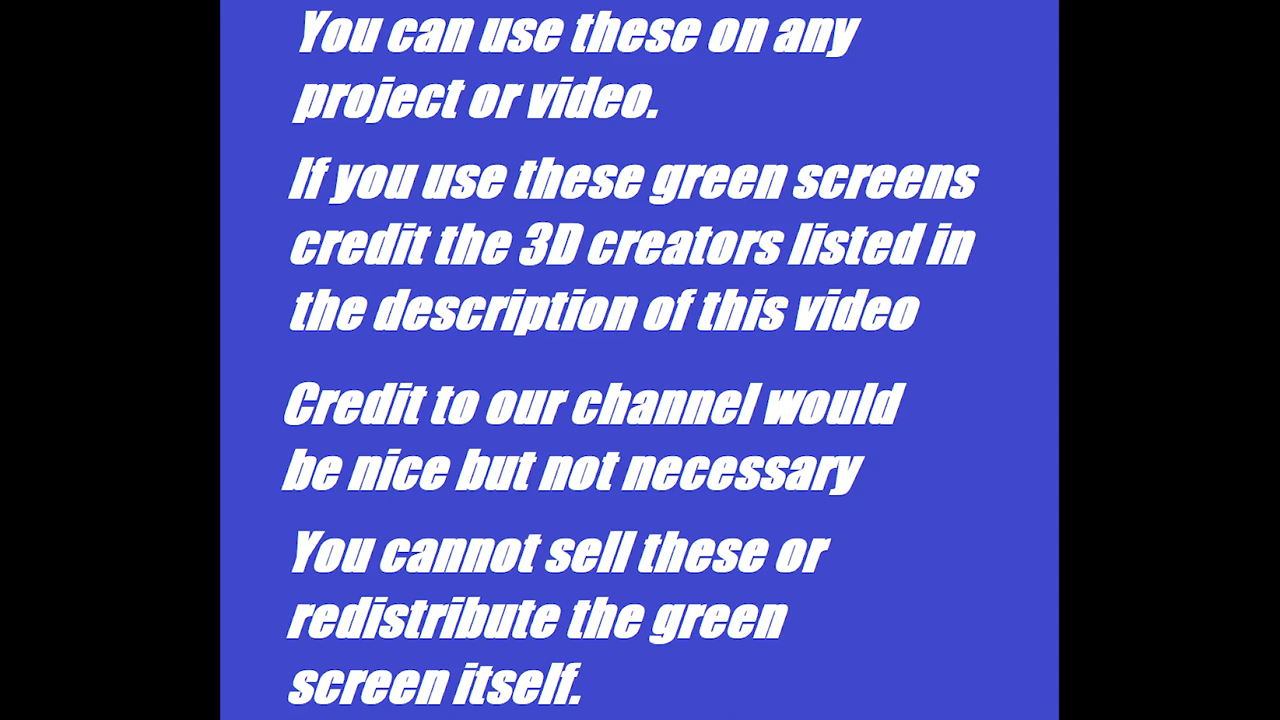 You can use these on any
project or video.
If you use these green screens
credit the 3D creators listed in
the description of this video
Credit to our channel would
be nice but not necessary
You cannot sell these or
redistribute the green
screen itself.